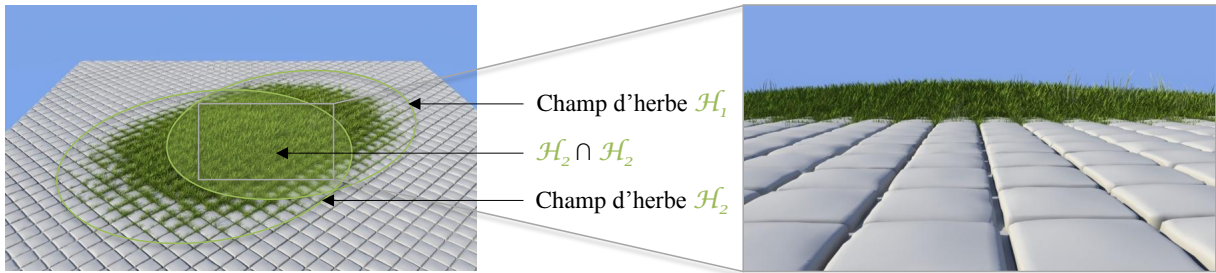 Champ d'herbe ℋ₁
ℋ₂ ∩ ℋ₂
Champ d'herbe ℋ₂